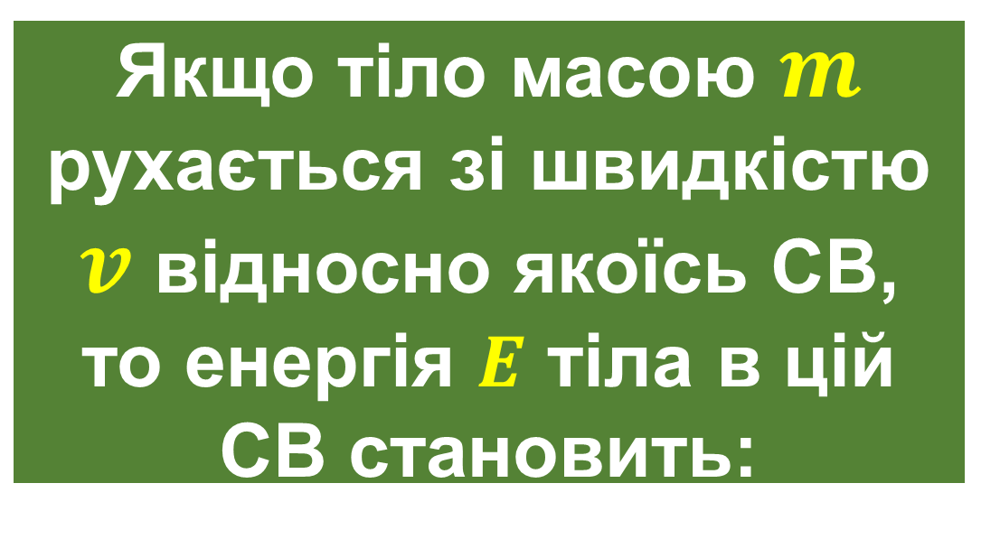 Якщо тіло масою m
рухається зі швидкістю
v відносно якоїсь СВ,
то енергія E тіла в цій
СВ становить: